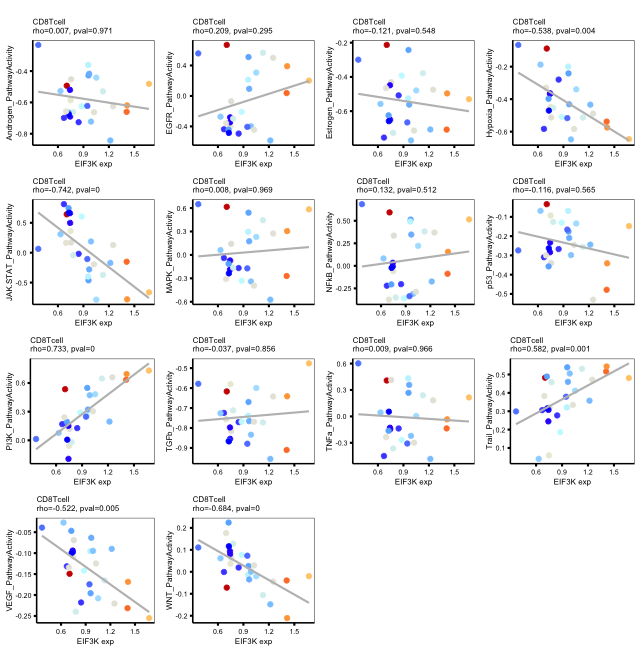 CD8Tcell
rho=0.007, pval=0.971
Androgen_PathwayActivity
-0.4
-0.6
-0.8
0.6 0.9 1.2 1.5
EIF3K exp
CD8Tcell
rho=0.209, pval=0.295
EGFR_PathwayActivity
0.4
0.0
-0.4
0.6 0.9 1.2 1.5
EIF3K exp
CD8Tcell
rho=-0.121, pval=0.548
Estrogen_PathwayActivity
-0.2
-0.4
-0.6
0.6 0.9 1.2 1.5
EIF3K exp
CD8Tcell
rho=-0.538, pval=0.004
Hypoxia_PathwayActivity
-0.2
-0.4
-0.6
0.6 0.9 1.2 1.5
EIF3K exp
CD8Tcell
rho=-0.742, pval=0
JAK-STAT_PathwayActivity
0.5
0.0
-0.5
0.6 0.9 1.2 1.5
EIF3K exp
CD8Tcell
rho=0.008, pval=0.969
MAPK_PathwayActivity
0.6
0.3
0.0
-0.3
-0.6
0.6 0.9 1.2 1.5
EIF3K exp
CD8Tcell
rho=0.132, pval=0.512
NFkB_PathwayActivity
0.50
0.25
0.00
-0.25
0.6 0.9 1.2 1.5
EIF3K exp
CD8Tcell
rho=-0.116, pval=0.565
p53_PathwayActivity
-0.1
-0.2
-0.3
-0.4
-0.5
0.6 0.9 1.2 1.5
EIF3K exp
CD8Tcell
rho=0.733, pval=0
PI3K_PathwayActivity
0.6
0.3
0.0
0.6 0.9 1.2 1.5
EIF3K exp
CD8Tcell
rho=-0.037, pval=0.856
TGFb_PathwayActivity
-0.5
-0.6
-0.7
-0.8
-0.9
0.6 0.9 1.2 1.5
EIF3K exp
CD8Tcell
rho=0.009, pval=0.966
TNFa_PathwayActivity
0.6
0.3
0.0
-0.3
0.6 0.9 1.2 1.5
EIF3K exp
CD8Tcell
rho=0.582, pval=0.001
Trail_PathwayActivity
0.5
0.4
0.3
0.2
0.1
0.6 0.9 1.2 1.5
EIF3K exp
CD8Tcell
rho=-0.522, pval=0.005
VEGF_PathwayActivity
-0.05
-0.10
-0.15
-0.20
-0.25
0.6 0.9 1.2 1.5
EIF3K exp
CD8Tcell
rho=-0.684, pval=0
WNT_PathwayActivity
0.2
0.1
0.0
-0.1
-0.2
0.6 0.9 1.2 1.5
EIF3K exp